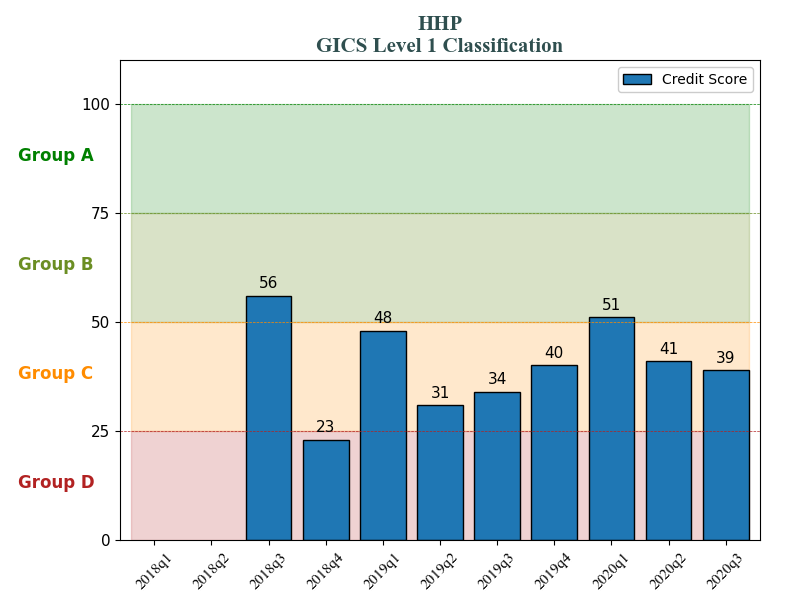 HHP
GICS Level 1 Classification
Credit Score
100
Group A
75
Group B
50
Group C
25
Group D
0
56
23
48
31
34
40
51
41
39
2018q1
2018q2
2018q3
2018q4
2019q1
2019q2
2019q3
2019q4
2020q1
2020q2
2020q3